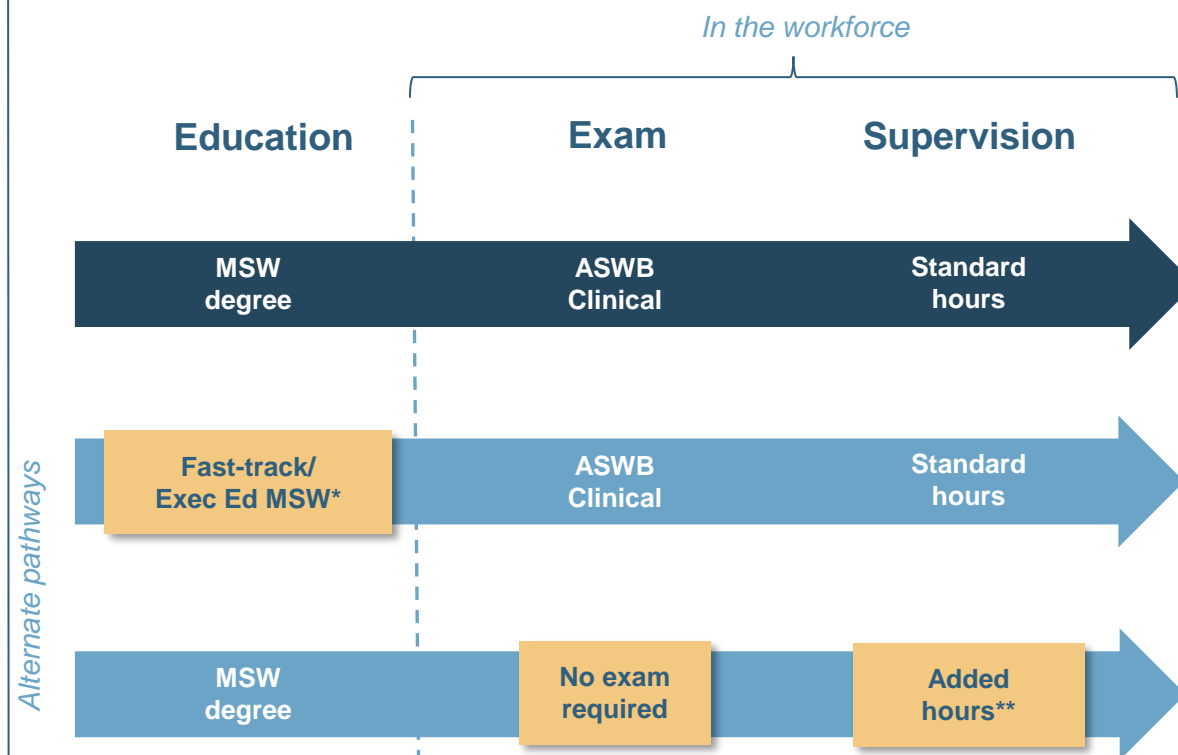 In the workforce
Education
Exam
Supervision
MSW
degree
ASWB
Clinical
Standard
hours
Alternate pathways
Fast-track/
Exec Ed MSW*
ASWB
Clinical
Standard
hours
MSW
degree
No exam
required
Added
hours**